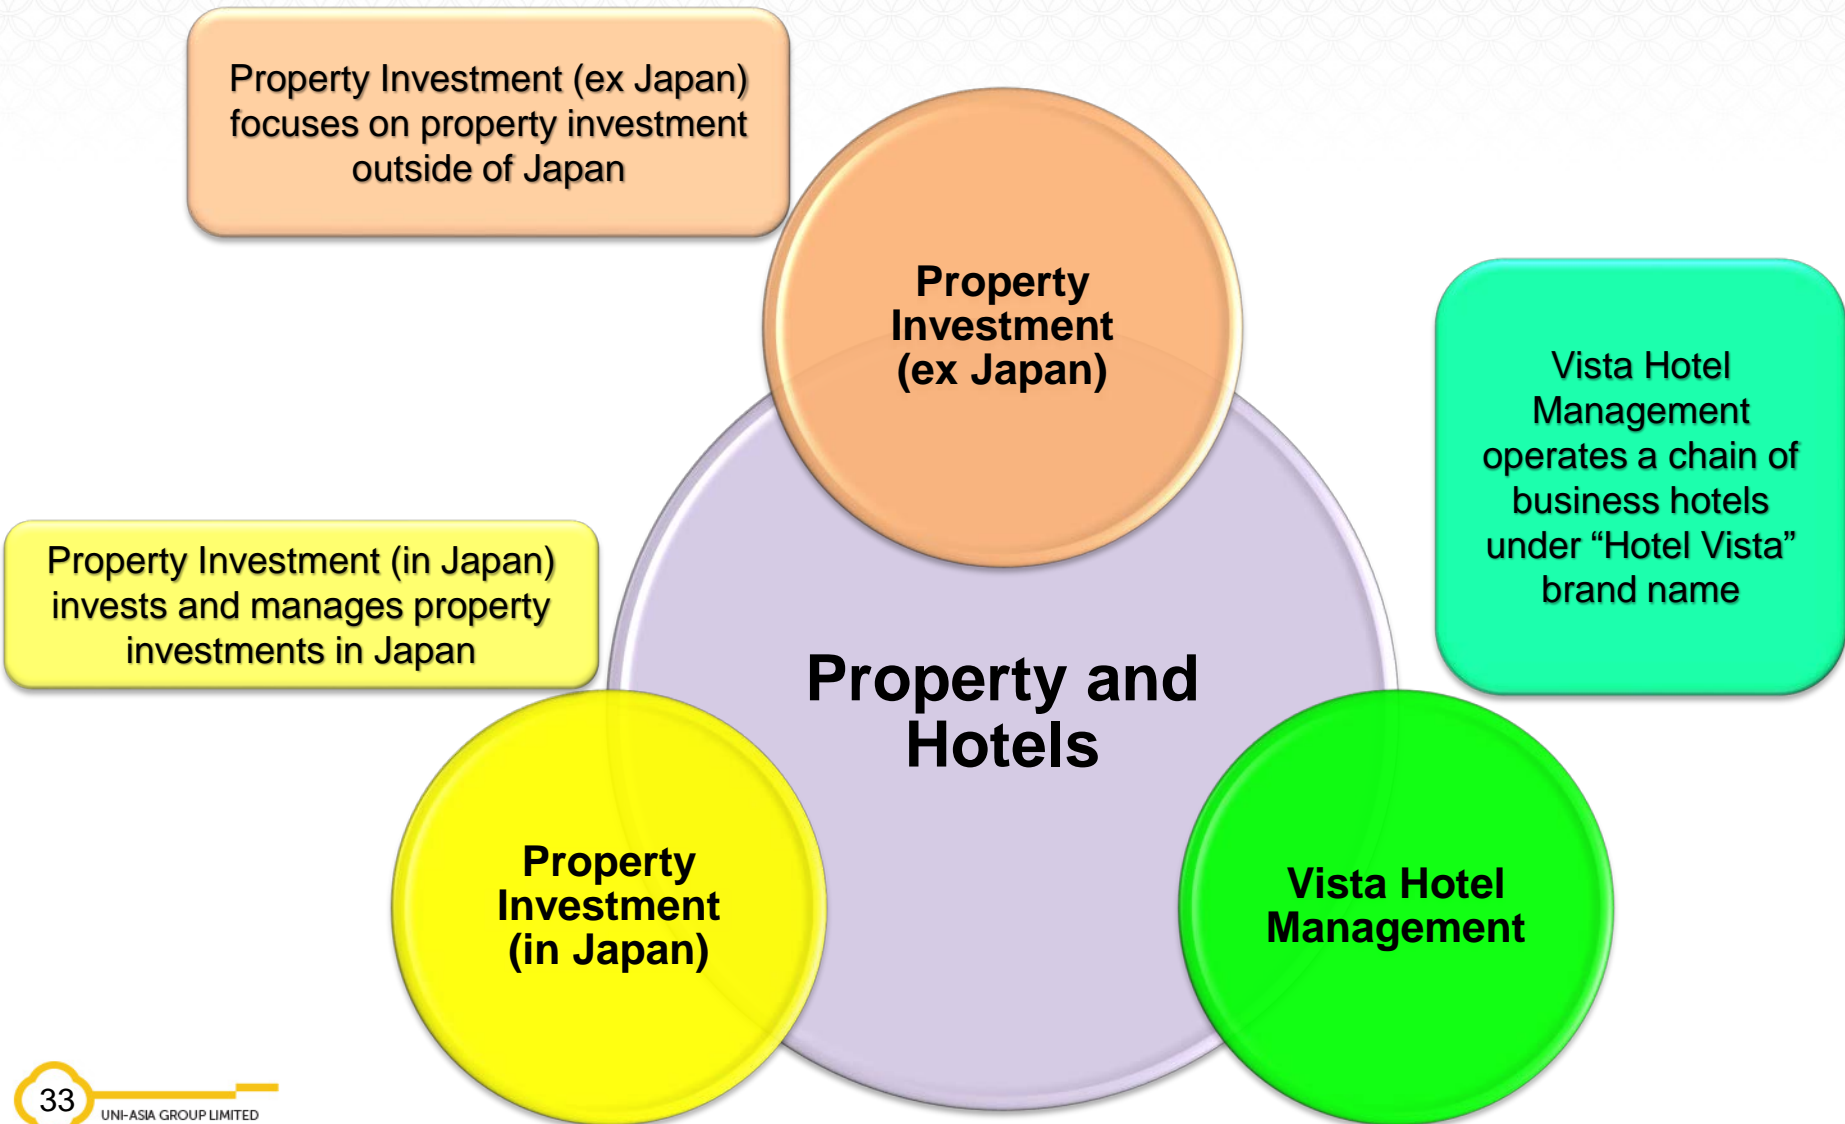 Property Investment (ex Japan)
focuses on property investment
outside of Japan
Property
Investment
(ex Japan)
Vista Hotel
Management
operates a chain of
business hotels
under “Hotel Vista”
brand name
Property Investment (in Japan)
invests and manages property
investments in Japan
Property and
Hotels
Property
Investment
(in Japan)
Vista Hotel
Management
33
UNI-ASIA GROUP LIMITED